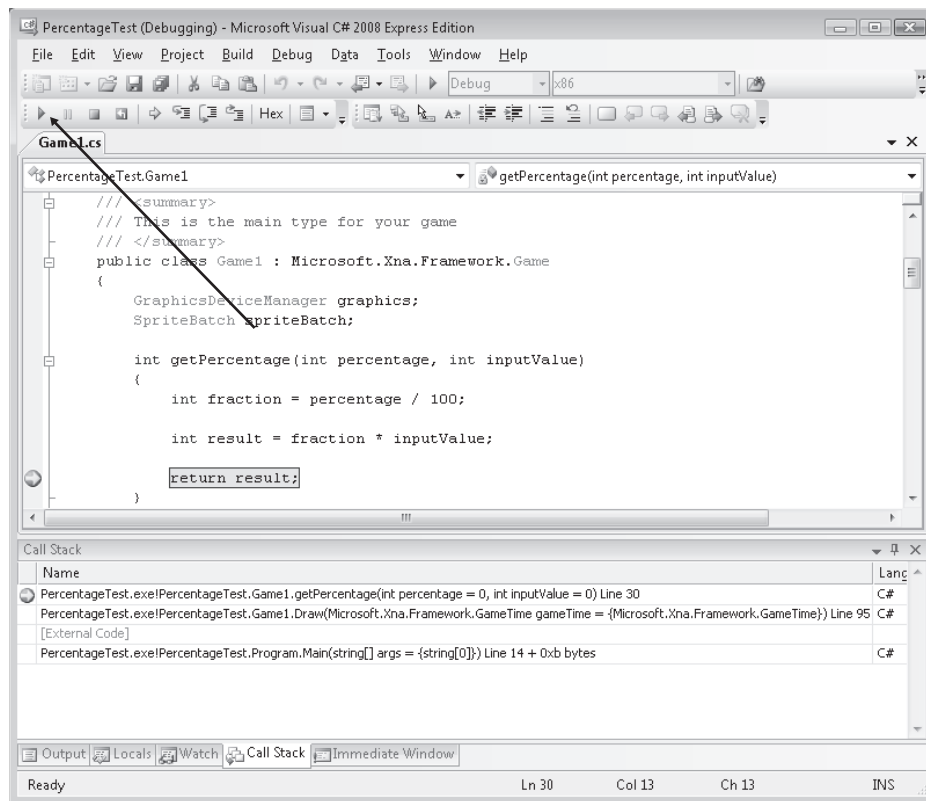 PercentageTest (Debugging) - Microsoft Visual C# 2008 Express Edition
File Edit View Project Build Debug Data Tools Window Help
Debug x86
Hex
Game1.cs
PercentageTest.Game1 getPercentage(int percentage, int inputValue)
/// <summary>
/// This is the main type for your game
/// </summary>
public class Game1 : Microsoft.Xna.Framework.Game
{
GraphicsDeviceManager graphics;
SpriteBatch spriteBatch;
int getPercentage(int percentage, int inputValue)
{
int fraction = percentage / 100;
int result = fraction * inputValue;
return result;
}
Call Stack
Name Lang
PercentageTest.exe!PercentageTest.Game1.getPercentage(int percentage = 0, int inputValue = 0) Line 30 C#
PercentageTest.exe!PercentageTest.Game1.Draw(Microsoft.Xna.Framework.GameTime gameTime = {Microsoft.Xna.Framework.GameTime}) Line 95 C#
[External Code]
PercentageTest.exe!PercentageTest.Program.Main(string[] args = {string[0]}) Line 14 + 0xb bytes C#
Output Locals Watch Call Stack Immediate Window
Ready Ln 30 Col 13 Ch 13 INS